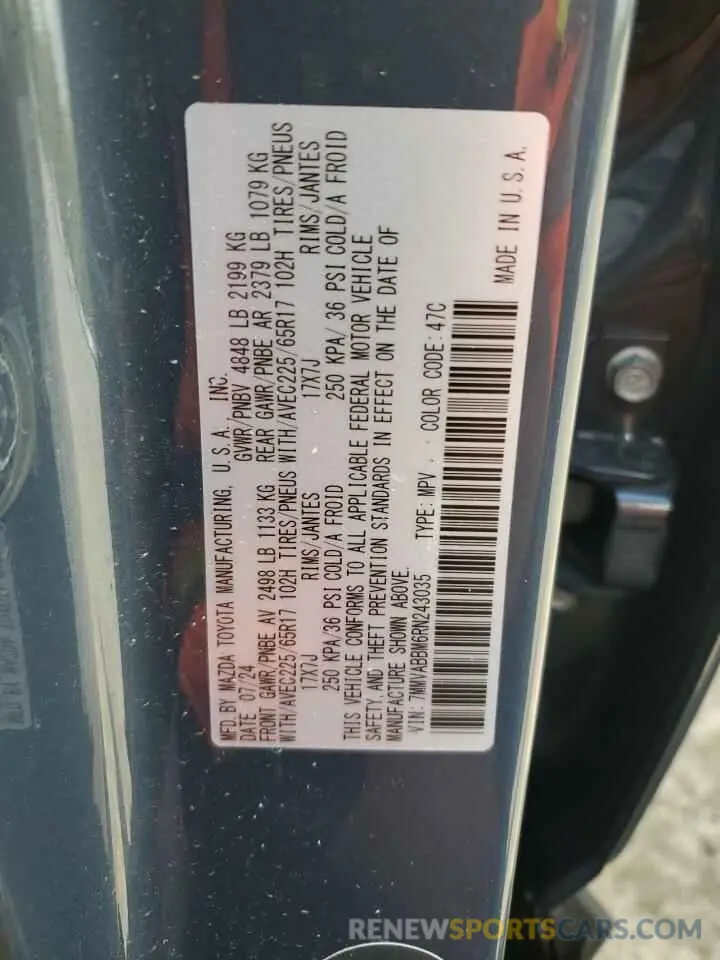 MFD. BY MAZDA TOYOTA MANUFACTURING, U.S.A., INC.
DATE 07/24 GVWR/PNBV 4848 LB 2199 KG
FRONT GAWR/PNBE AV 2498 LB 1133 KG REAR GAWR/PNBE AR 2379 LB 1079 KG
WITH/AVEC225/65R17 102H TIRES/PNEUS WITH/AVEC225/65R17 102H TIRES/PNEUS
17X7J RIMS/JANTES 17X7J RIMS/JANTES
250 KPA/36 PSI COLD/A FROID 250 KPA/ 36 PSI COLD/A FROID
THIS VEHICLE CONFORMS TO ALL APPLICABLE FEDERAL MOTOR VEHICLE
SAFETY, AND THEFT PREVENTION STANDARDS IN EFFECT ON THE DATE OF
MANUFACTURE SHOWN ABOVE.
VIN: 7MMVABBM6RN243035 TYPE: MPV , COLOR CODE: 47C
MADE IN U.S.A.
RENEWSPORTSCARS.COM